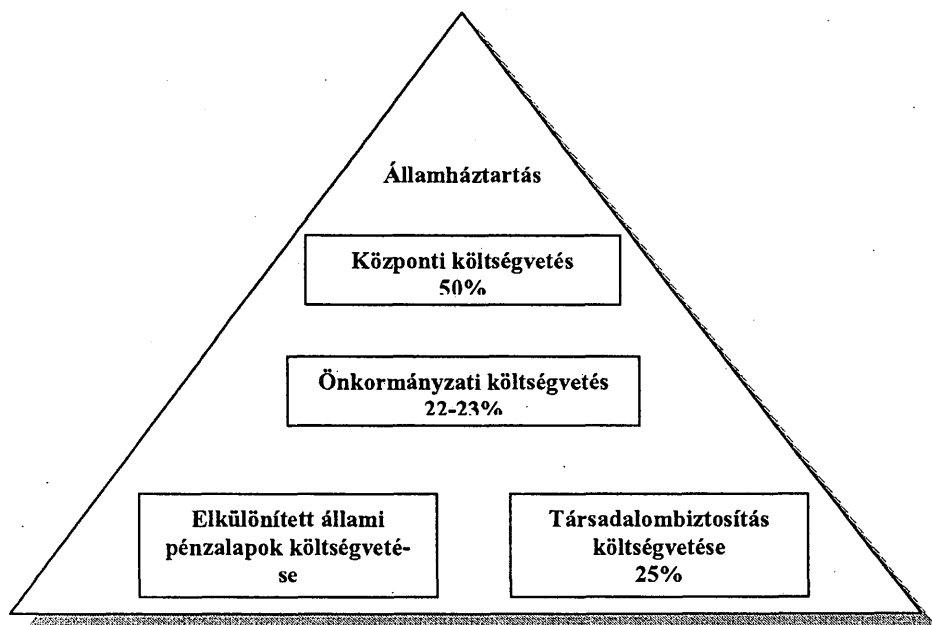 Államháztartás
Központi költségvetés
50%
Önkormányzati költségvetés
22-23%
Elkülönített állami
pénzalapok költségveté-
se
Társadalombiztosítás
költségvetése
25%